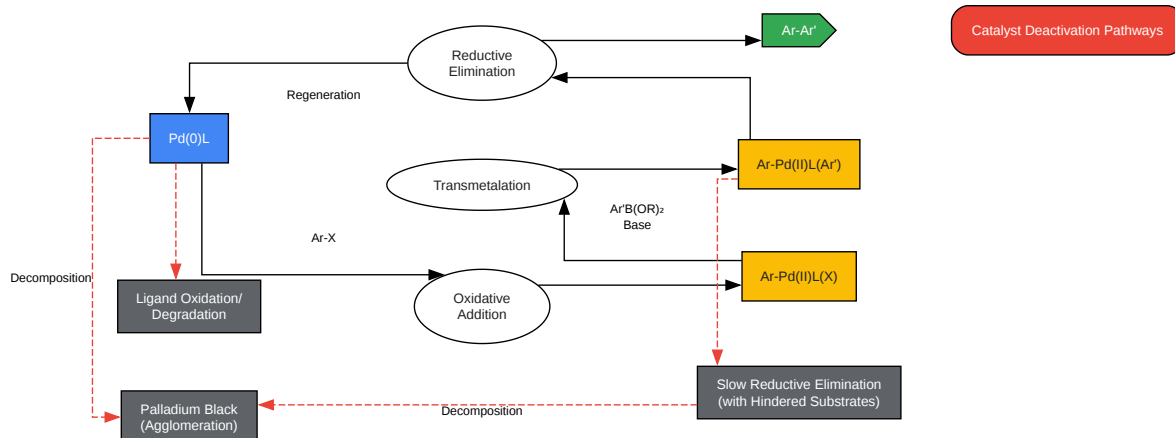 Ar-Ar'
Catalyst Deactivation Pathways
Reductive
Elimination
Regeneration
Pd(0)L
Ar-Pd(II)L(Ar')
Transmetalation
Ar'B(OR)₂
Base
Ar-X
Decomposition
Ar-Pd(II)L(X)
Ligand Oxidation/
Degradation
Oxidative
Addition
Slow Reductive Elimination
(with Hindered Substrates)
Palladium Black
(Agglomeration)
Decomposition